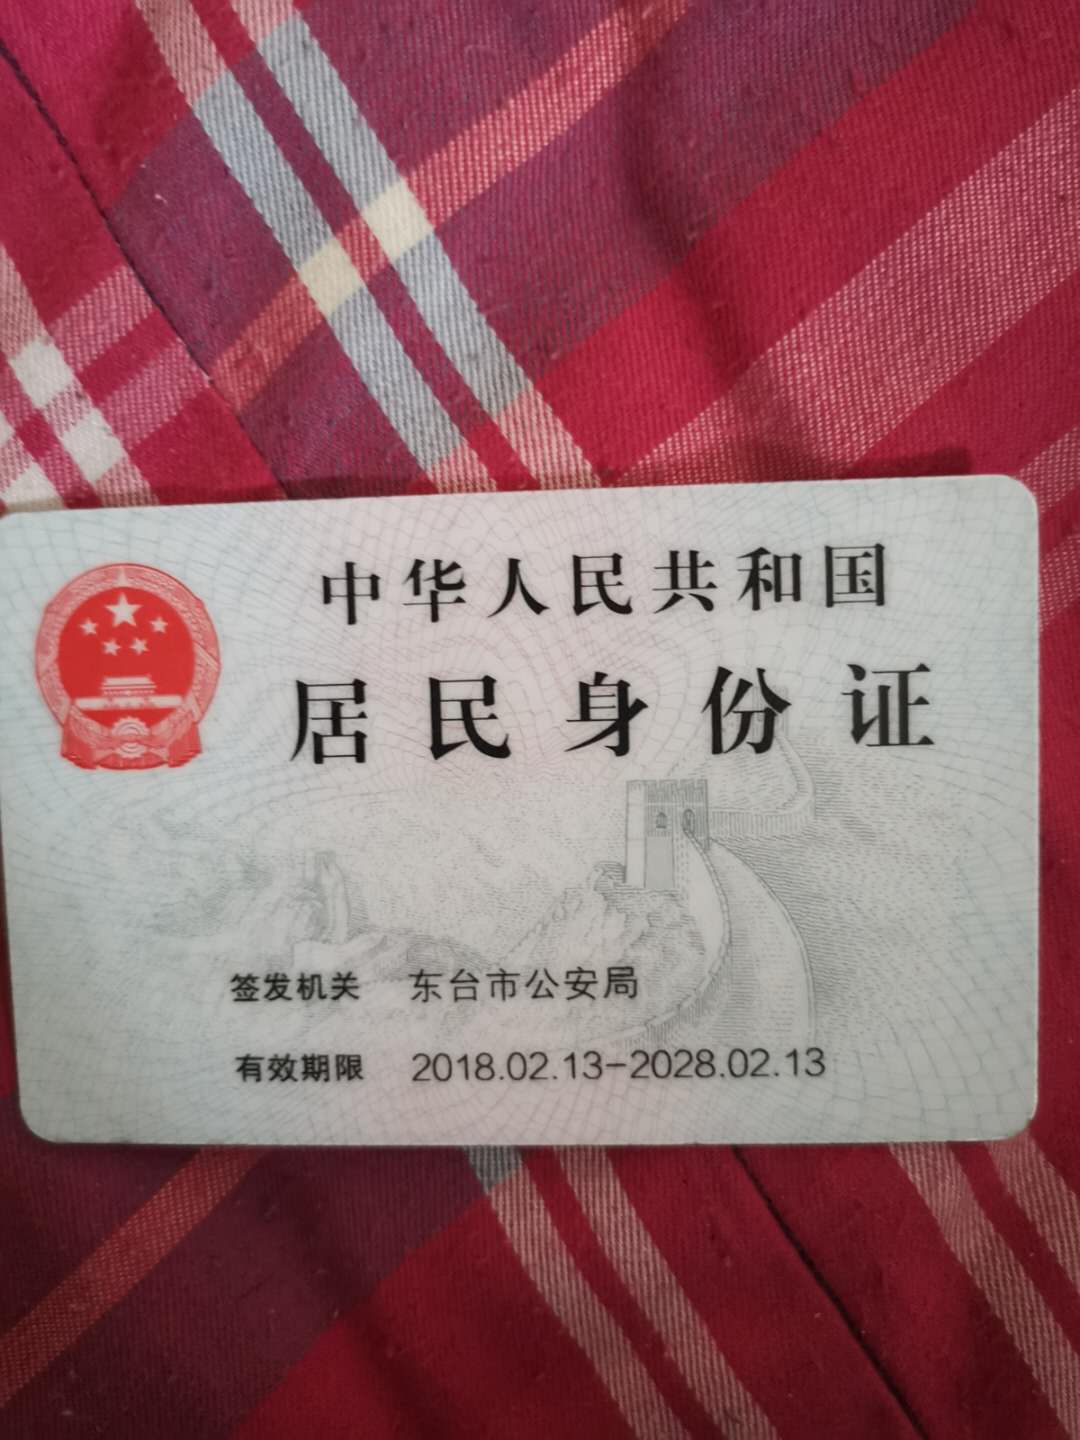 中华人民共和国
居民身份证
签发机关 东台市公安局
有效期限 2018.02.13-2028.02.13